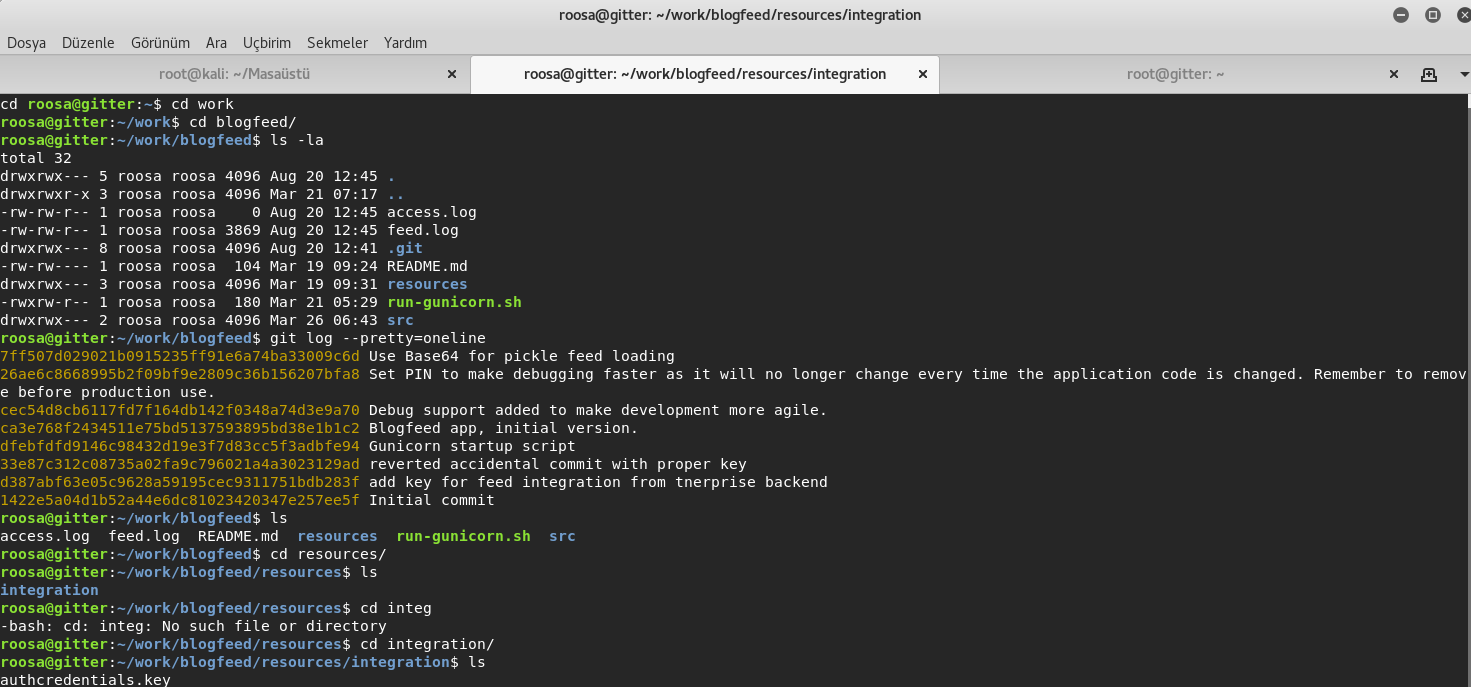 roosa@gitter: ~/work/blogfeed/resources/integration
Dosya Düzenle Görünüm Ara Uçbirim Sekmeler Yardım
root@kali: ~/Masaüstü roosa@gitter: ~/work/blogfeed/resources/integration root@gitter: ~
cd roosa@gitter:~$ cd work
roosa@gitter:~/work$ cd blogfeed/
roosa@gitter:~/work/blogfeed$ ls -la
total 32
drwxrwx--- 5 roosa roosa 4096 Aug 20 12:45 .
drwxrwxr-x 3 roosa roosa 4096 Mar 21 07:17 ..
-rw-rw-r-- 1 roosa roosa    0 Aug 20 12:45 access.log
-rw-rw-r-- 1 roosa roosa 3869 Aug 20 12:45 feed.log
drwxrwx--- 8 roosa roosa 4096 Aug 20 12:41 .git
-rw-rw---- 1 roosa roosa  104 Mar 19 09:24 README.md
drwxrwx--- 3 roosa roosa 4096 Mar 19 09:31 resources
-rwxrw-r-- 1 roosa roosa  180 Mar 21 05:29 run-gunicorn.sh
drwxrwx--- 2 roosa roosa 4096 Mar 26 06:43 src
roosa@gitter:~/work/blogfeed$ git log --pretty=oneline
7ff507d029021b0915235ff91e6a74ba33009c6d Use Base64 for pickle feed loading
26ae6c8668995b2f09bf9e2809c36b156207bfa8 Set PIN to make debugging faster as it will no longer change every time the application code is changed. Remember to remov
e before production use.
cec54d8cb6117fd7f164db142f0348a74d3e9a70 Debug support added to make development more agile.
ca3e768f2434511e75bd5137593895bd38e1b1c2 Blogfeed app, initial version.
dfebfdfd9146c98432d19e3f7d83cc5f3adbfe94 Gunicorn startup script
33e87c312c08735a02fa9c796021a4a3023129ad reverted accidental commit with proper key
d387abf63e05c9628a59195cec9311751bdb283f add key for feed integration from tnerprise backend
1422e5a04d1b52a44e6dc81023420347e257ee5f Initial commit
roosa@gitter:~/work/blogfeed$ ls
access.log  feed.log  README.md  resources  run-gunicorn.sh  src
roosa@gitter:~/work/blogfeed$ cd resources/
roosa@gitter:~/work/blogfeed/resources$ ls
integration
roosa@gitter:~/work/blogfeed/resources$ cd integ
-bash: cd: integ: No such file or directory
roosa@gitter:~/work/blogfeed/resources$ cd integration/
roosa@gitter:~/work/blogfeed/resources/integration$ ls
authcredentials.key